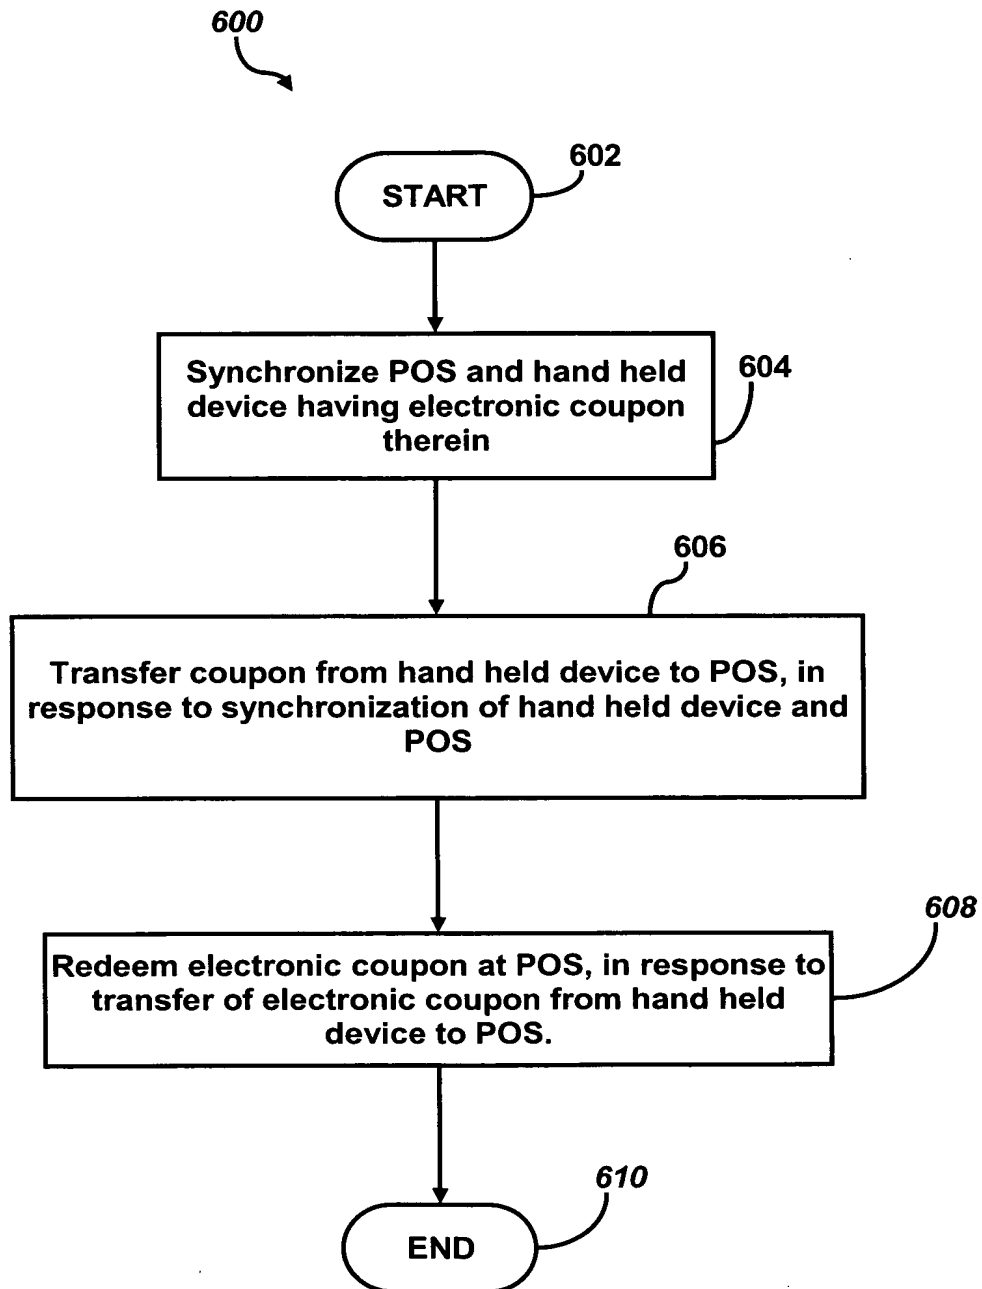 600
602
START
Synchronize POS and hand held
device having electronic coupon
therein
604
606
Transfer coupon from hand held device to POS, in
response to synchronization of hand held device and
POS
608
Redeem electronic coupon at POS, in response to
transfer of electronic coupon from hand held
device to POS.
610
END